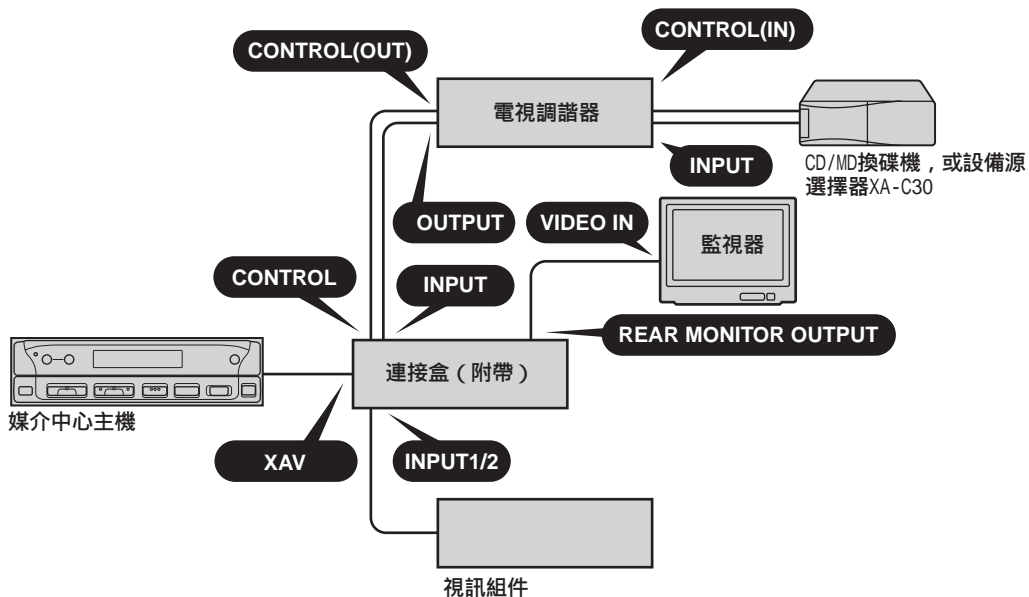 CONTROL(IN)
CONTROL(OUT)
電視調諧器
INPUT
CD/MD換碟機，或設備源
選擇器XA-C30
OUTPUT
VIDEO IN
監視器
CONTROL
INPUT
REAR MONITOR OUTPUT
連接盒（附帶）
媒介中心主機
XAV
INPUT1/2
視訊組件